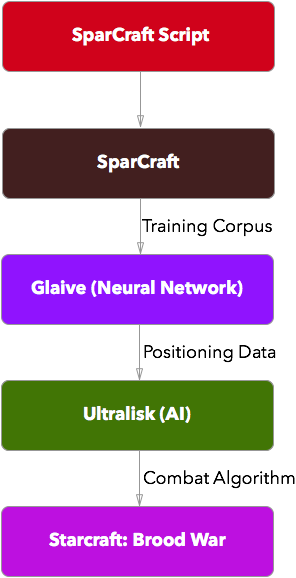 SparCraft Script
SparCraft
Training Corpus
Glaive (Neural Network)
Positioning Data
Ultralisk (AI)
Combat Algorithm
Starcraft: Brood War